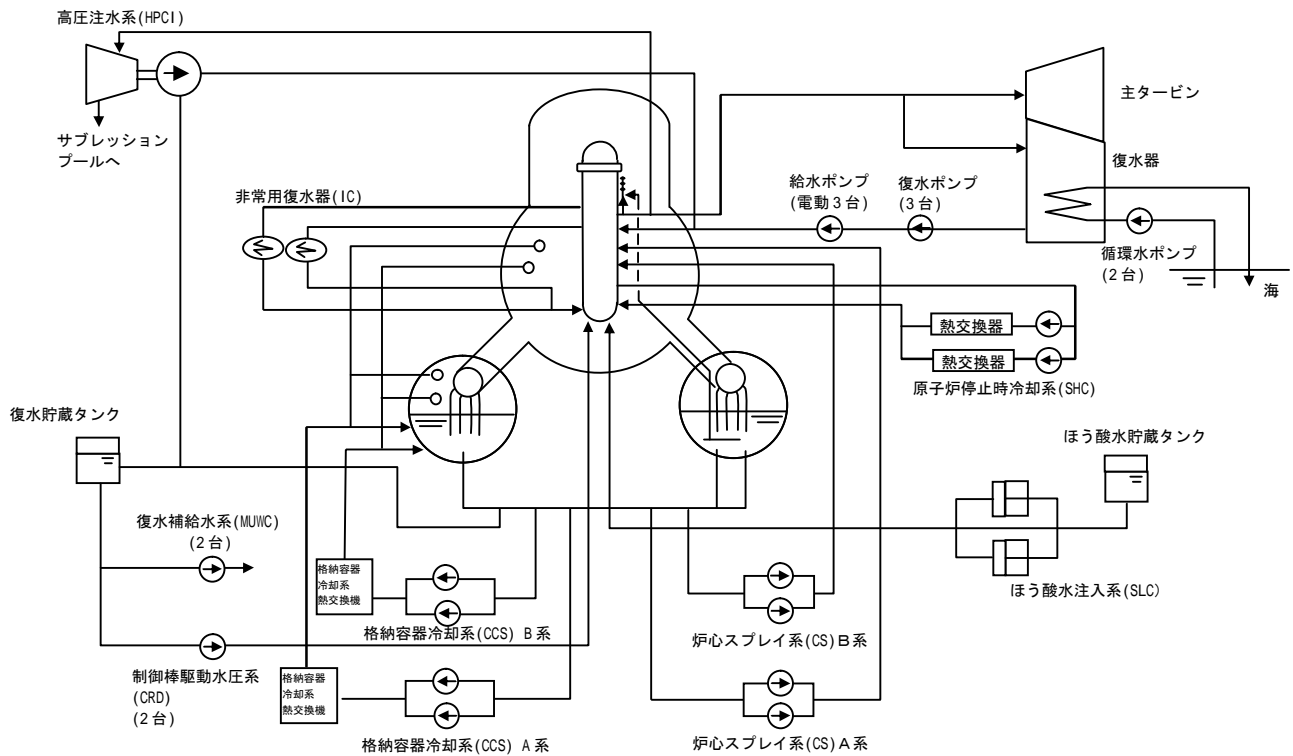 高圧注水系(HPCI)
サブレッション
プールへ
主タービン
復水器
給水ポンプ
(電動3台)
復水ポンプ
(3台)
循環水ポンプ
(2台)
海
非常用復水器(IC)
熱交換器
熱交換器
原子炉停止時冷却系(SHC)
復水貯蔵タンク
ほう酸水貯蔵タンク
復水補給水系(MUWC)
(2台)
格納容器
冷却系
熱交換機
格納容器冷却系(CCS) B系
炉心スプレイ系(CS)B系
ほう酸水注入系(SLC)
制御棒駆動水圧系
(CRD)
(2台)
格納容器
冷却系
熱交換機
格納容器冷却系(CCS) A系
炉心スプレイ系(CS)A系